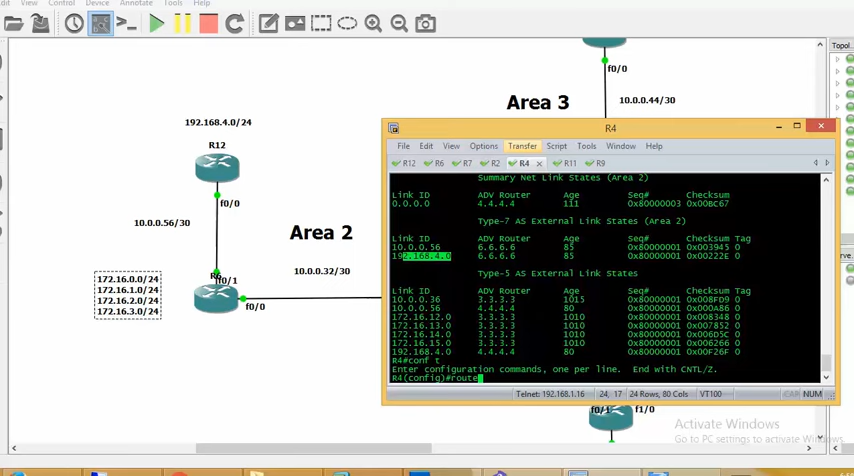 dit View Control Device Annotate Tools Help
f0/0
Topol..
Area 3
10.0.0.44/30
192.168.4.0/24
R12
f0/0
10.0.0.56/30
Area 2
10.0.0.32/30
f0/1
f0/0
172.16.0.0/24
172.16.1.0/24
172.16.2.0/24
172.16.3.0/24
R4
File Edit View Options Transfer Script Tools Window Help
R12 R6 R7 R2 R4 R11 R9
Summary Net Link States (Area 2)
Link ID ADV Router Age Seq# Checksum
0.0.0.0 4.4.4.4 111 0x80000003 0x00BC67
Type-7 AS External Link States (Area 2)
Link ID ADV Router Age Seq# Checksum Tag
10.0.0.56 6.6.6.6 85 0x80000001 0x003945 0
192.168.4.0 6.6.6.6 85 0x80000001 0x00222E 0
Type-5 AS External Link States
Link ID ADV Router Age Seq# Checksum Tag
10.0.0.36 3.3.3.3 1015 0x80000001 0x008FD9 0
10.0.0.56 4.4.4.4 80 0x80000001 0x000A86 0
172.16.12.0 3.3.3.3 1010 0x80000001 0x008348 0
172.16.13.0 3.3.3.3 1010 0x80000001 0x007852 0
172.16.14.0 3.3.3.3 1010 0x80000001 0x006D5C 0
172.16.15.0 3.3.3.3 1010 0x80000001 0x006266 0
192.168.4.0 4.4.4.4 80 0x80000001 0x00F26F 0
R4#conf t
Enter configuration commands, one per line. End with CNTL/Z.
R4(config)#route
Telnet: 192.168.1.16 24, 17 24 Rows, 80 Cols VT100 CAP NUM
f0/1 f1/0
Activate Windows
Go to PC settings to activate Windows